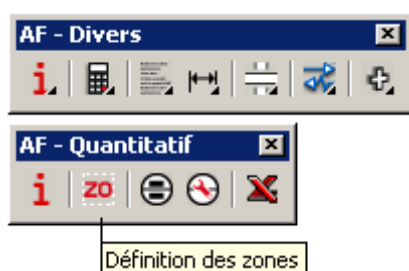 AF - Divers
i
AF - Quantitatif
i ZO
Définition des zones